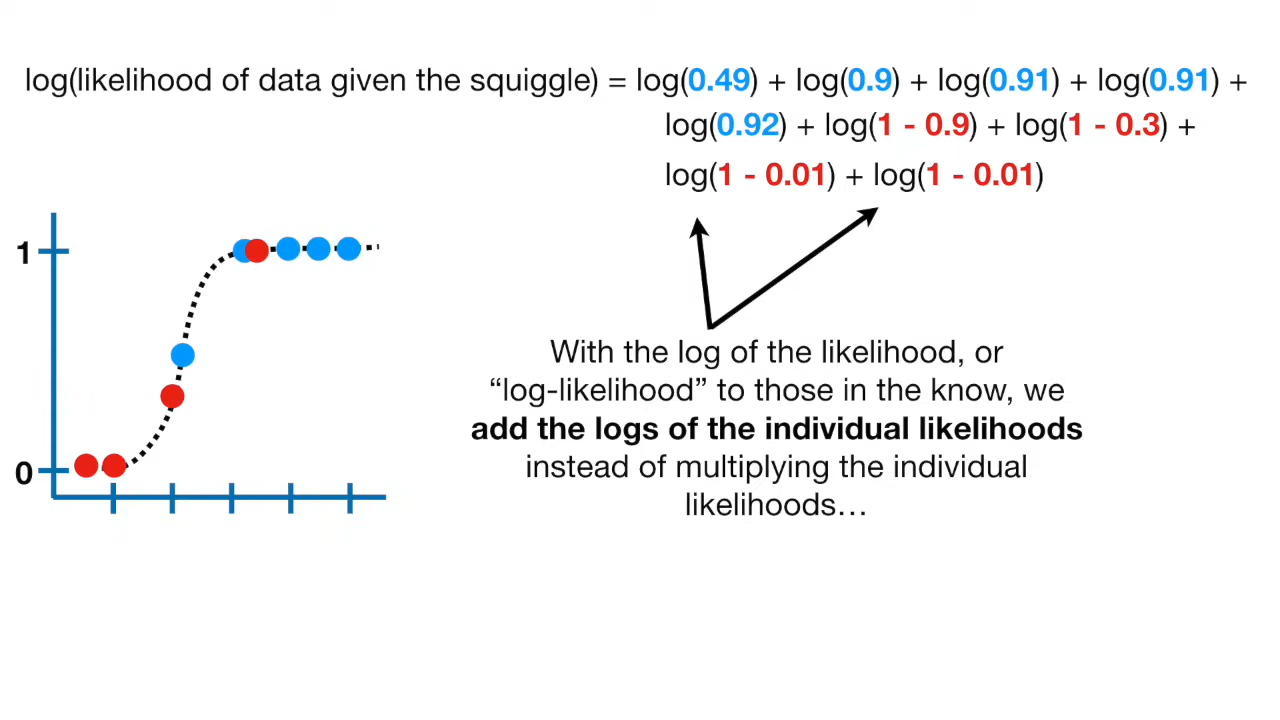 log(likelihood of data given the squiggle) = log(0.49) + log(0.9) + log(0.91) + log(0.91) +
log(0.92) + log(1 - 0.9) + log(1 - 0.3) +
log(1 - 0.01) + log(1 - 0.01)
1
0
With the log of the likelihood, or
“log-likelihood” to those in the know, we
add the logs of the individual likelihoods
instead of multiplying the individual
likelihoods…